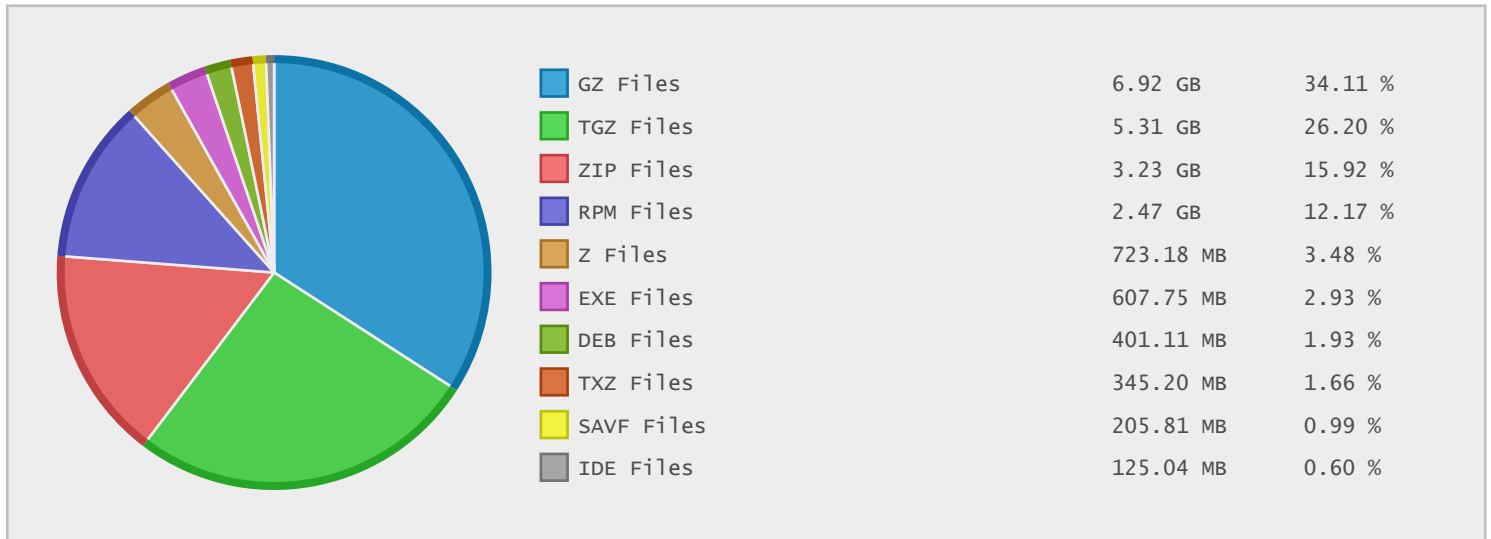 GZ Files 6.92 GB 34.11 %
TGZ Files 5.31 GB 26.20 %
ZIP Files 3.23 GB 15.92 %
RPM Files 2.47 GB 12.17 %
Z Files 723.18 MB 3.48 %
EXE Files 607.75 MB 2.93 %
DEB Files 401.11 MB 1.93 %
TXZ Files 345.20 MB 1.66 %
SAVF Files 205.81 MB 0.99 %
IDE Files 125.04 MB 0.60 %